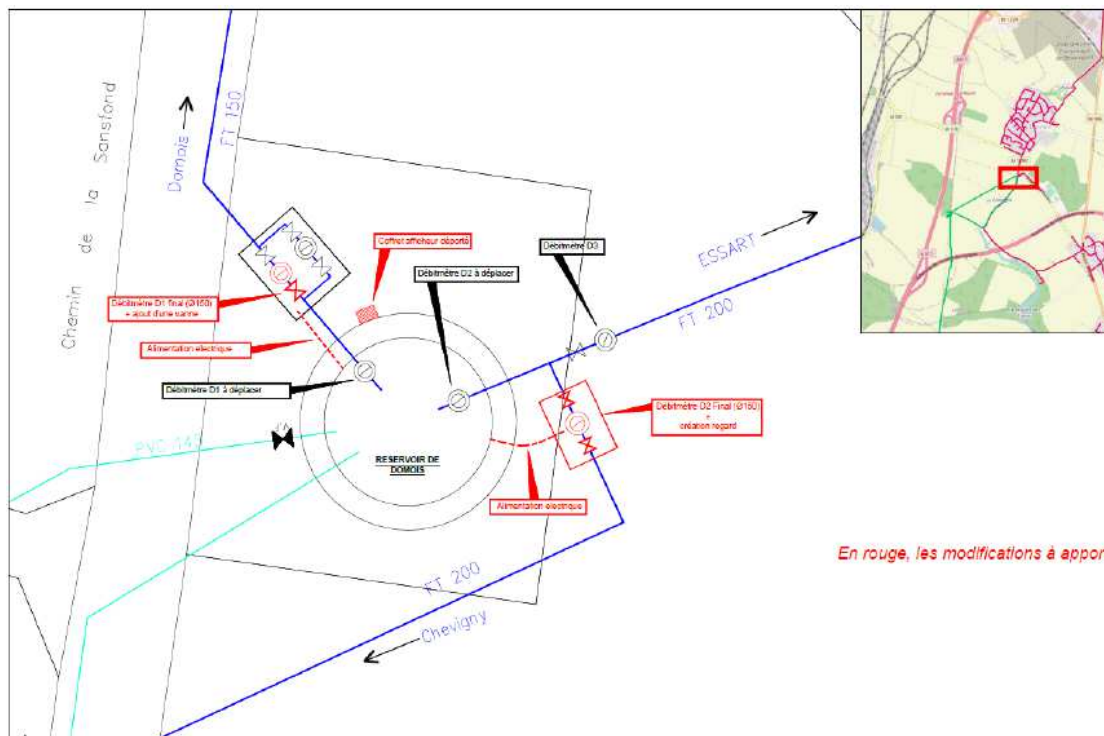 Chemin de la Sansfond
Domois
FT 150
Coffret afficheur déporté
Débitmètre D3
ESSART
FT 200
Débitmètre D2 à déplacer
Débitmètre D1 final (Ø150)
+ ajout d'une vanne
Alimentation electrique
Débitmètre D1 à déplacer
Débitmètre D2 Final (Ø150)
+
création regard
PVC 140
RESERVOIR DE
DOMOIS
Alimentation electrique
En rouge, les modifications à appor
FT 200
Chevigny